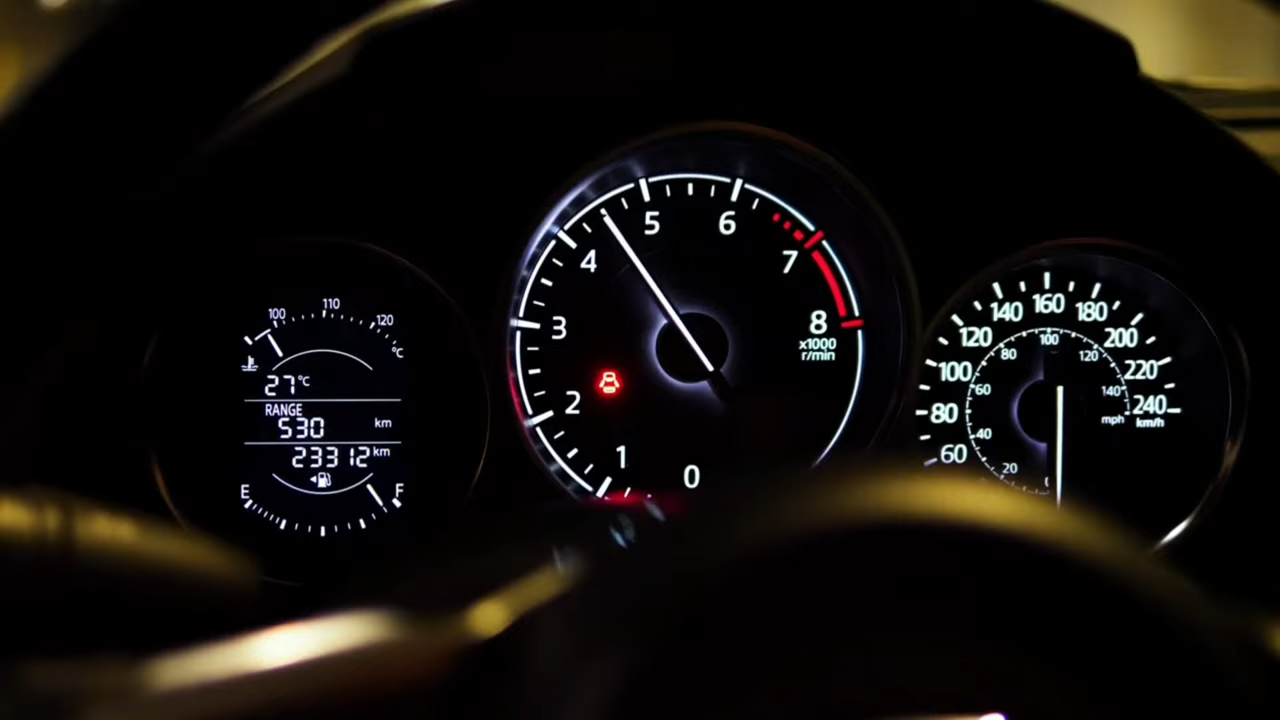 100 110 120
°C
27°C
RANGE
530 km
23312 km
E F
0 1 2 3 4 5 6 7 8
x1000
r/min
60 80 100 120 140 160 180 200 220 240
km/h
0 20 40 60 80 100 120 140
mph